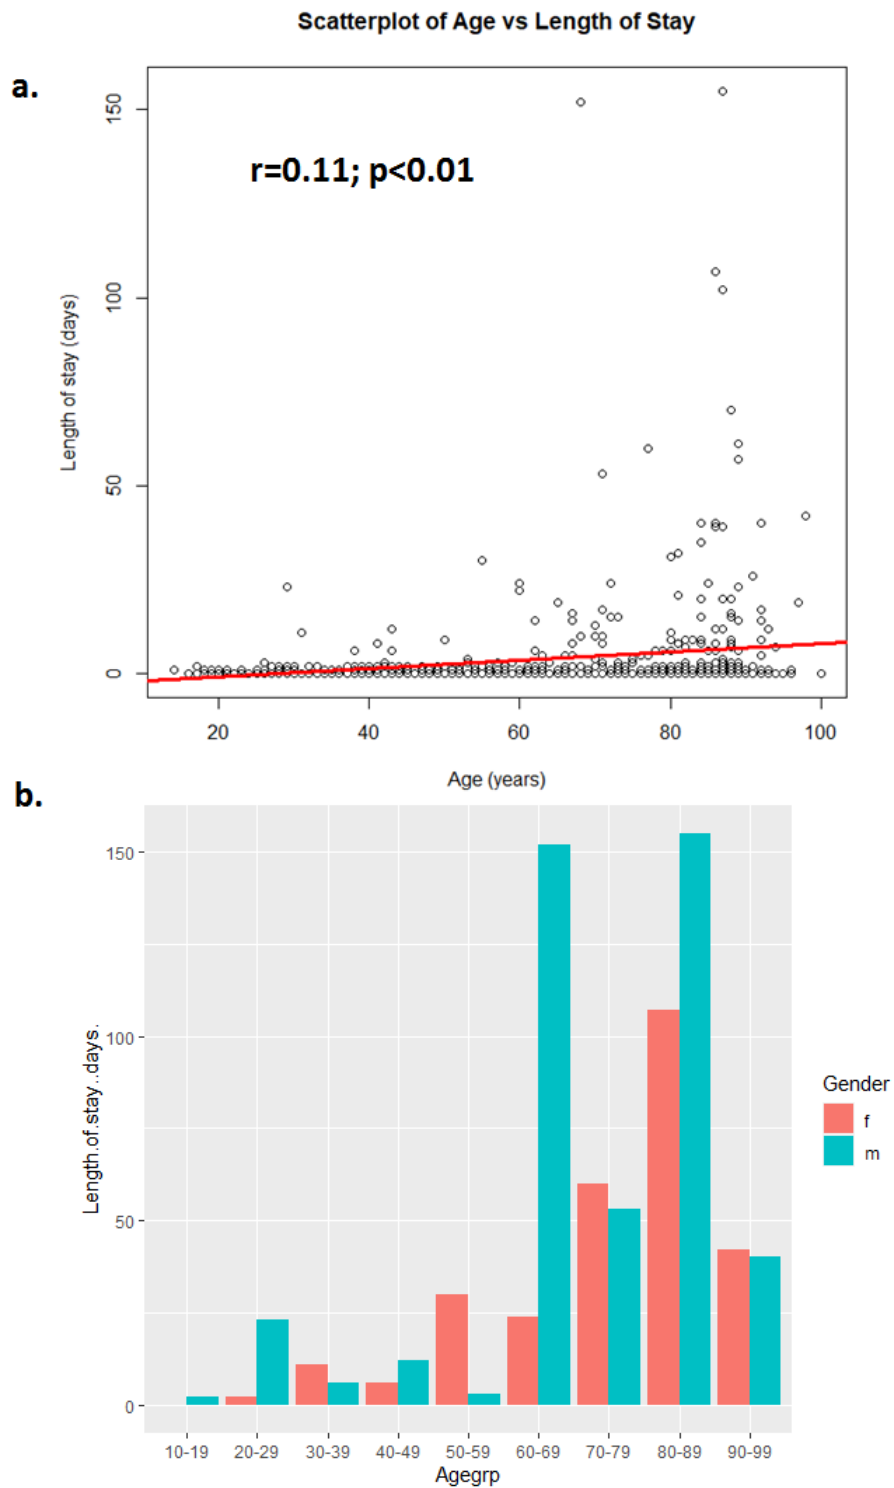 Scatterplot of Age vs Length of Stay
a.
r=0.11; p<0.01
Length of stay (days)
150
100
50
0
20 40 60 80 100
Age (years)
b.
Length.of.stay..days.
150
100
50
0
10-19 20-29 30-39 40-49 50-59 60-69 70-79 80-89 90-99
Agegrp
Gender
f
m